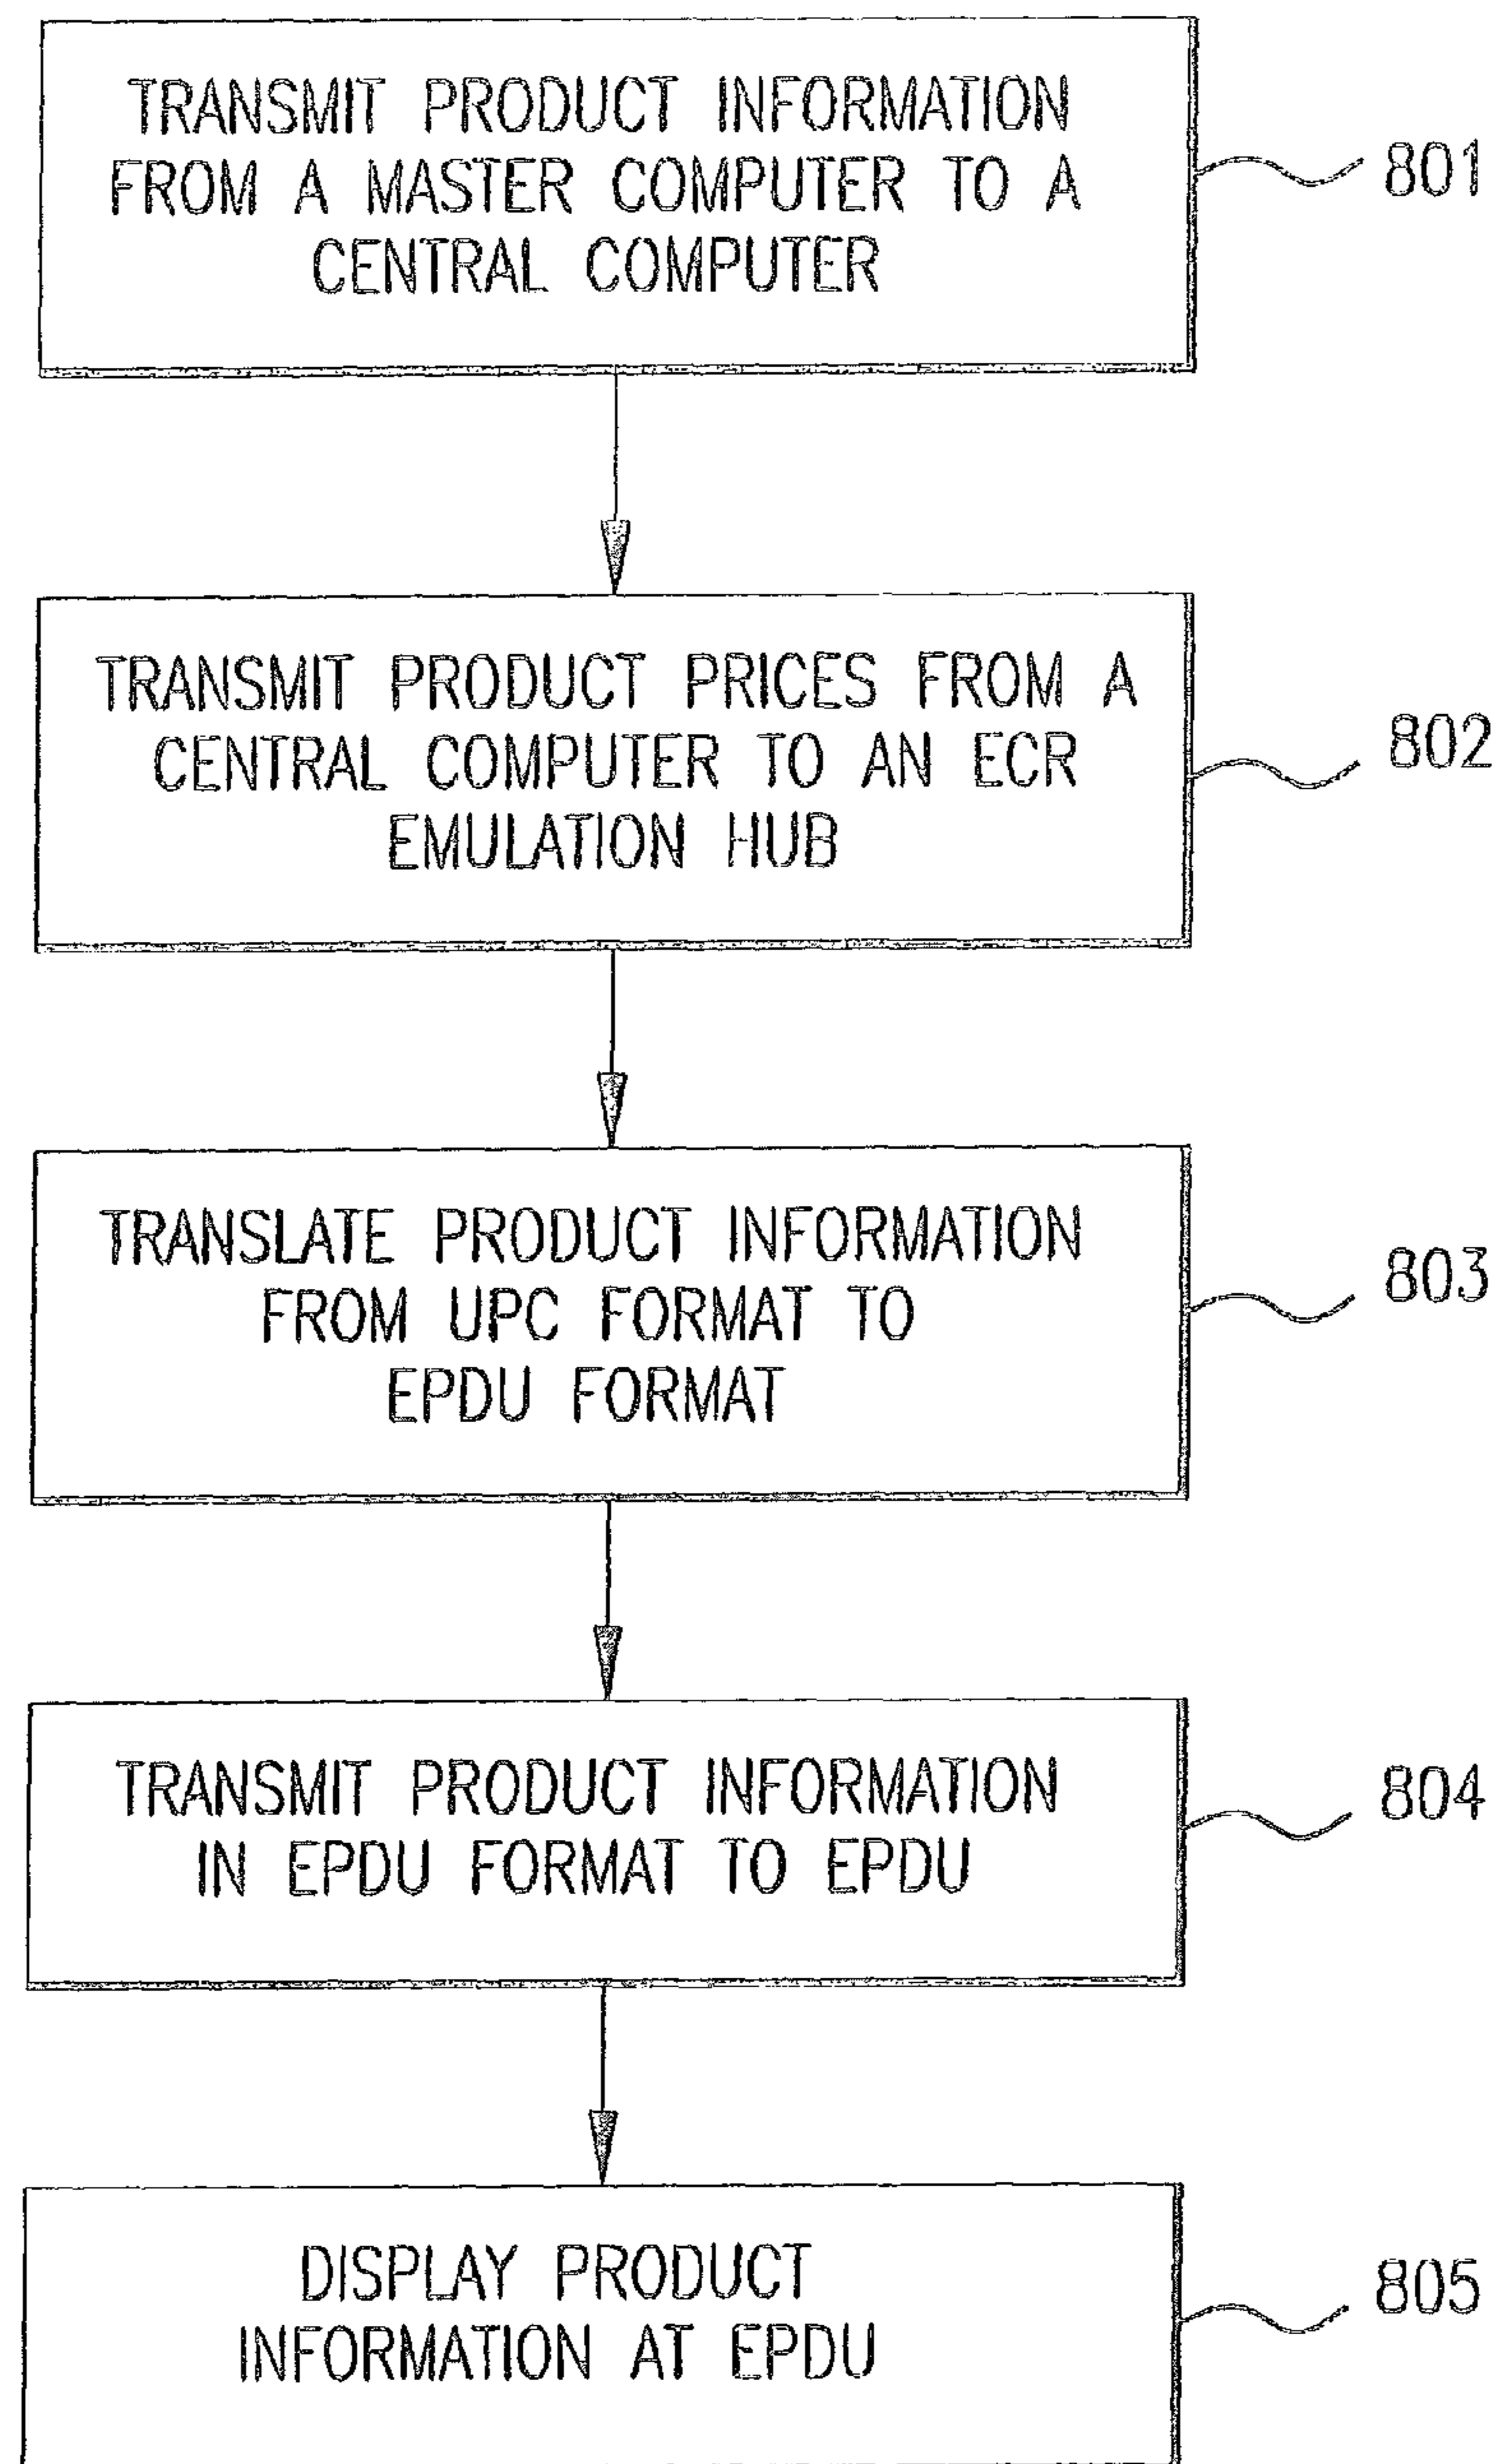 TRANSMIT PRODUCT INFORMATION
FROM A MASTER COMPUTER TO A
CENTRAL COMPUTER
801
TRANSMIT PRODUCT PRICES FROM A
CENTRAL COMPUTER TO AN ECR
EMULATION HUB
802
TRANSLATE PRODUCT INFORMATION
FROM UPC FORMAT TO
EPDU FORMAT
803
TRANSMIT PRODUCT INFORMATION
IN EPDU FORMAT TO EPDU
804
DISPLAY PRODUCT
INFORMATION AT EPDU
805